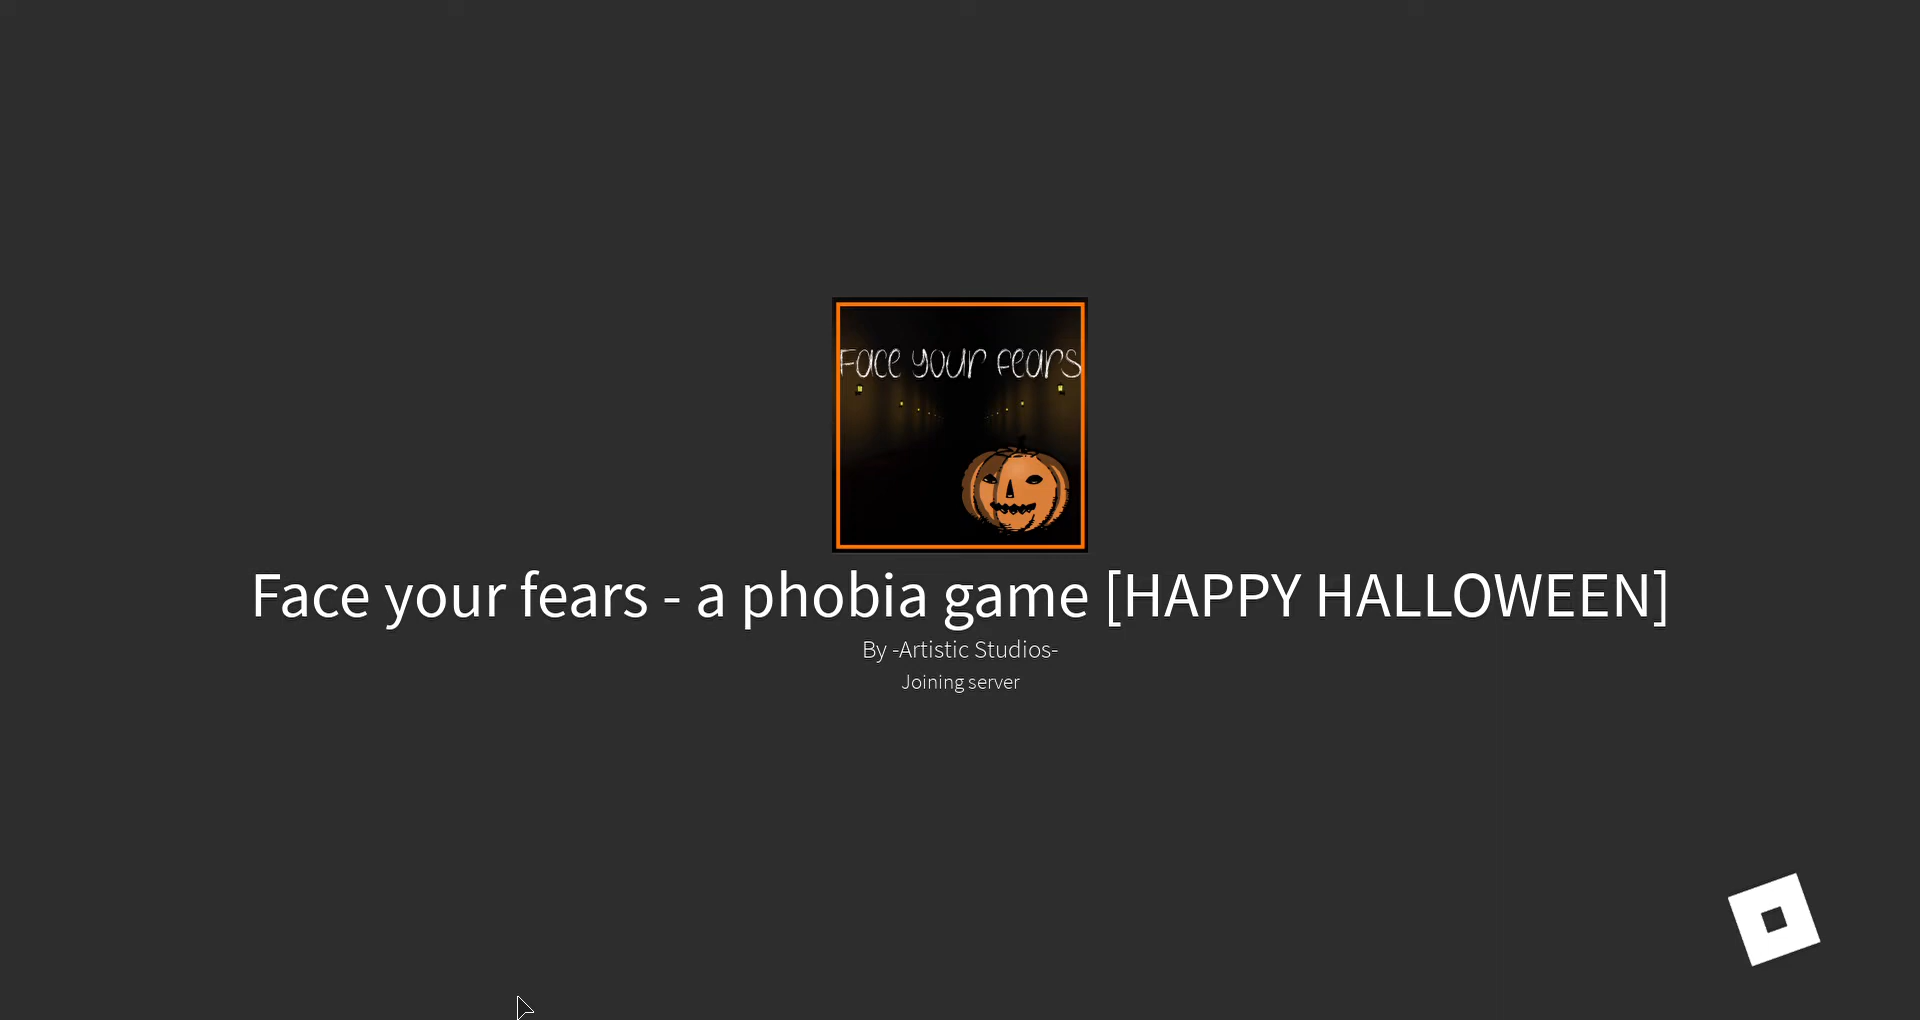 Face your fears
Face your fears - a phobia game [HAPPY HALLOWEEN]
By -Artistic Studios-
Joining server